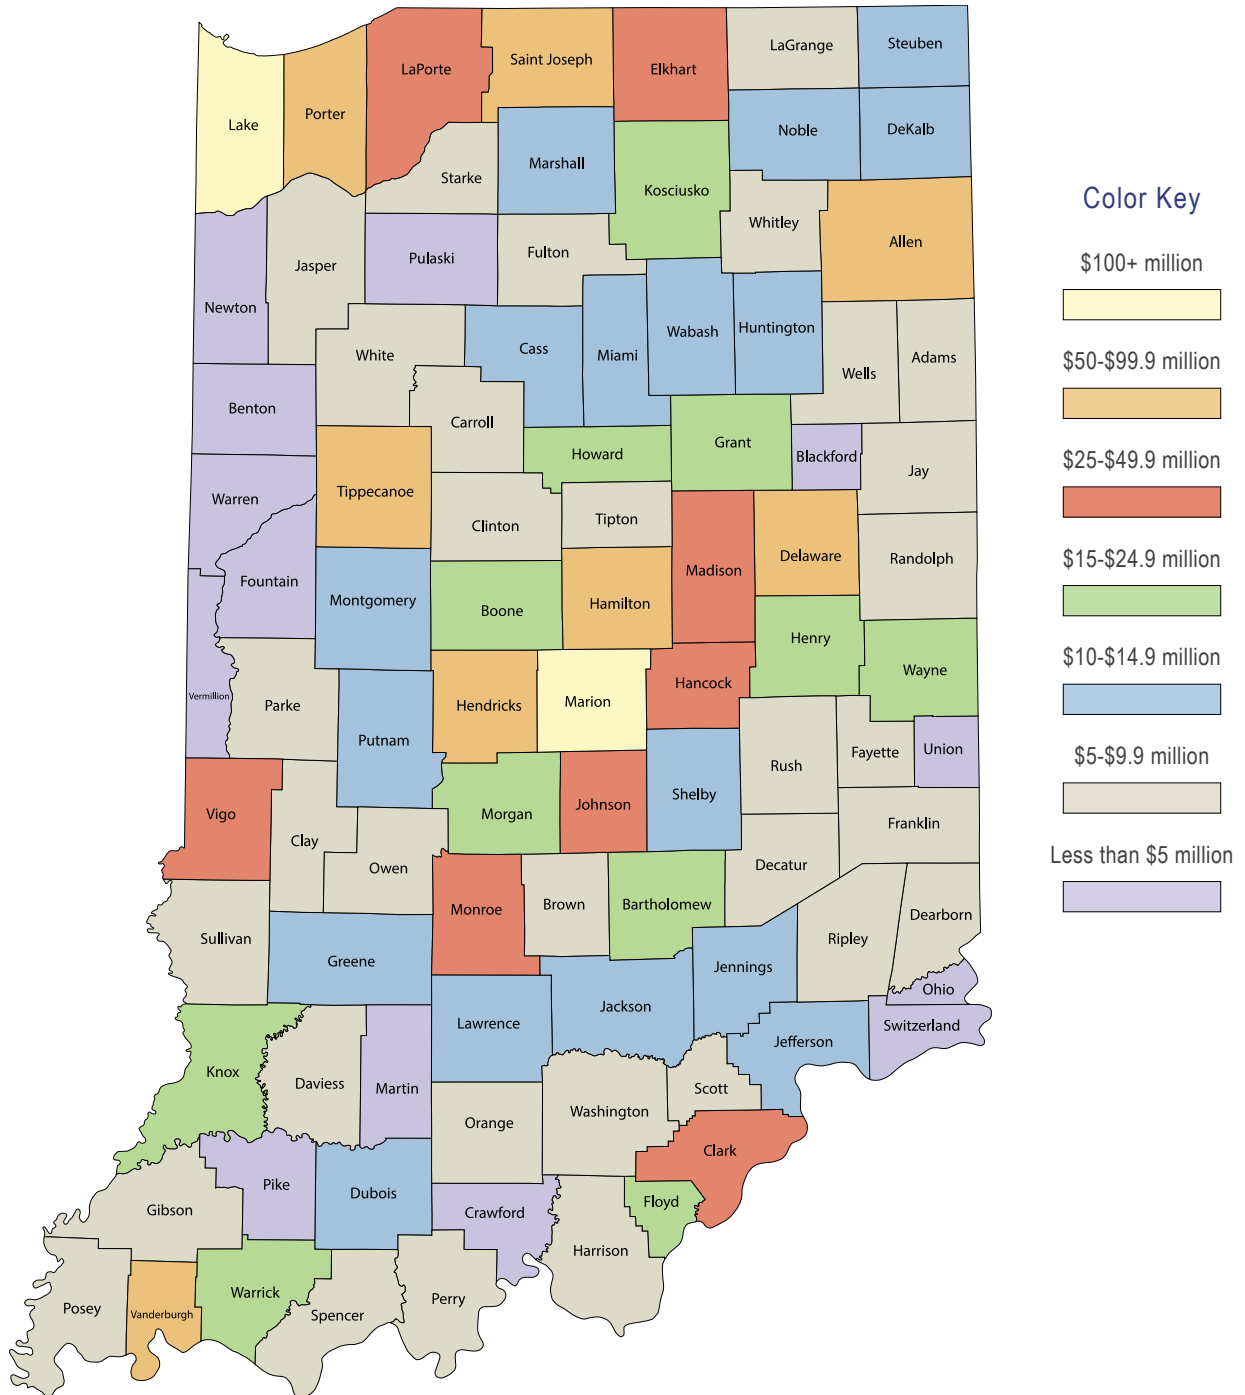 LaGrange
Steuben
Saint Joseph
LaPorte
Elkhart
Porter
Lake
Noble
DeKalb
Marshall
Starke
Kosciusko
Whitley
Allen
Fulton
Pulaski
Jasper
Newton
Wabash
Huntington
Cass
Miami
White
Adams
Wells
Benton
Carroll
Grant
Howard
Blackford
Jay
Warren
Tippecanoe
Clinton
Tipton
Delaware
Randolph
Madison
Fountain
Montgomery
Hamilton
Boone
Henry
Wayne
Hancock
Vermillion
Parke
Hendricks
Marion
Putnam
Fayette
Union
Rush
Shelby
Johnson
Vigo
Morgan
Franklin
Clay
Owen
Decatur
Brown
Bartholomew
Monroe
Dearborn
Sullivan
Ripley
Greene
Jennings
Ohio
Jackson
Lawrence
Switzerland
Jefferson
Knox
Daviess
Martin
Scott
Washington
Orange
Clark
Pike
Dubois
Floyd
Gibson
Crawford
Harrison
Warrick
Perry
Posey
Vanderburgh
Spencer
Color Key
$100+ million
$50-$99.9 million
$25-$49.9 million
$15-$24.9 million
$10-$14.9 million
$5-$9.9 million
Less than $5 million